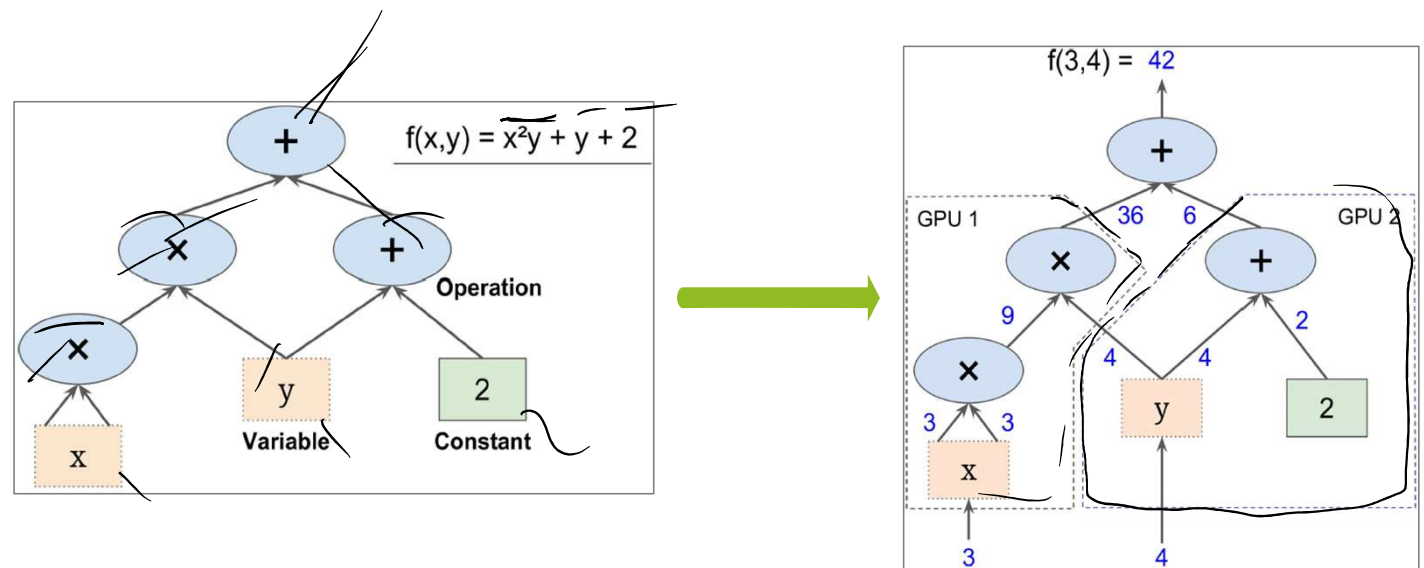 +
f(x,y) = x²y + y + 2
×
+
Operation
×
y
2
Variable
Constant
x
f(3,4) = 42
+
GPU 1
36
6
GPU 2
×
+
9
2
×
4
4
3
3
y
2
x
3
4